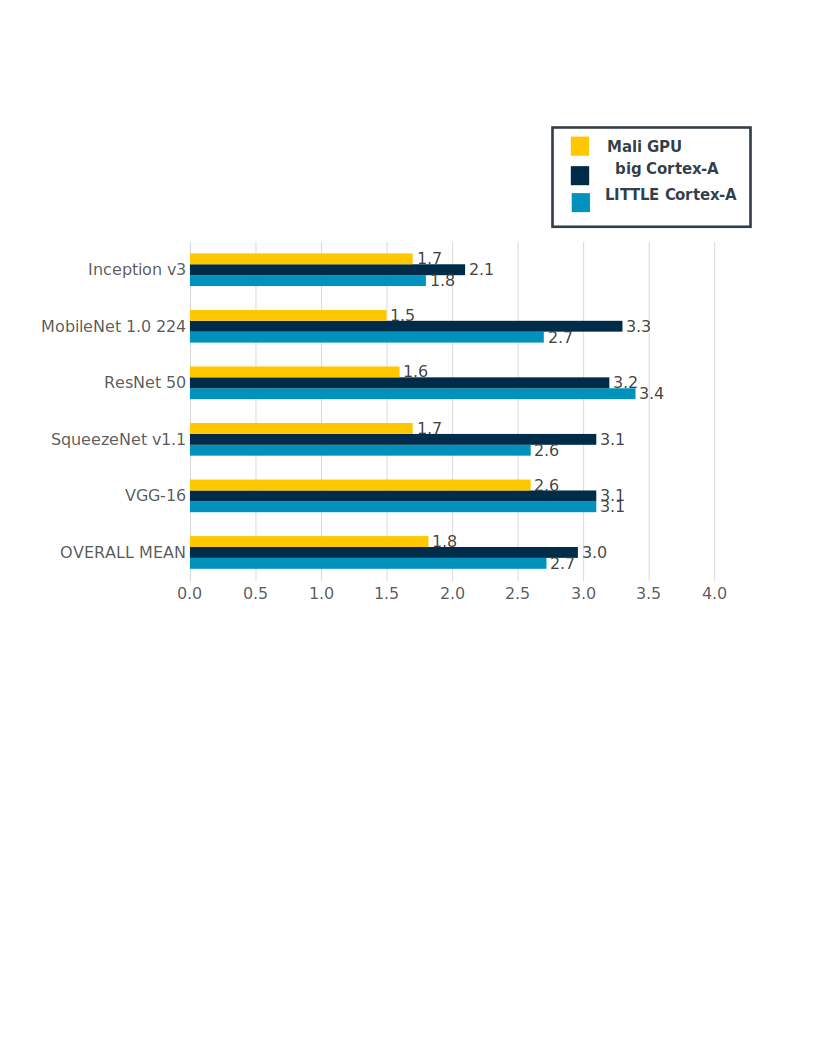 Mali GPU
big Cortex-A
LITTLE Cortex-A
Inception v3
1.7
2.1
1.8
MobileNet 1.0 224
1.5
3.3
2.7
ResNet 50
1.6
3.2
3.4
SqueezeNet v1.1
1.7
3.1
2.6
VGG-16
2.6
3.1
3.1
OVERALL MEAN
1.8
3.0
2.7
0.0 0.5 1.0 1.5 2.0 2.5 3.0 3.5 4.0